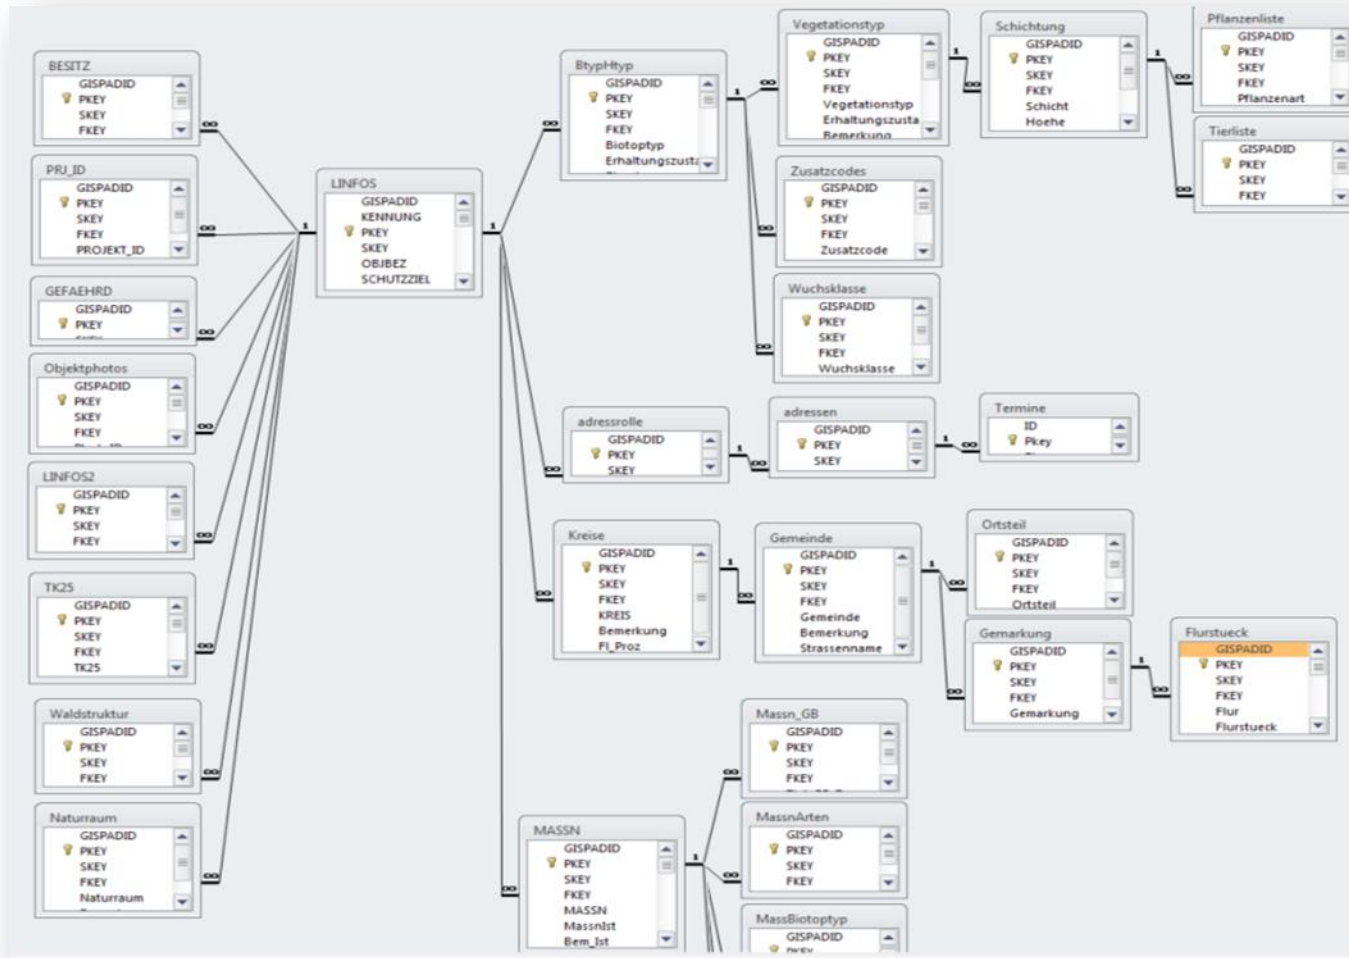 BESITZ
GISPADID
PKEY
SKEY
FKEY
PRJ_ID
GISPADID
PKEY
SKEY
FKEY
PROJEKT_ID
GEFAEHRD
GISPADID
PKEY
Objektphotos
GISPADID
PKEY
SKEY
FKEY
LINFOS2
GISPADID
PKEY
SKEY
FKEY
TK25
GISPADID
PKEY
SKEY
FKEY
TK25
Waldstruktur
GISPADID
PKEY
SKEY
FKEY
Naturraum
GISPADID
PKEY
SKEY
FKEY
Naturraum
LINFOS
GISPADID
KENNUNG
PKEY
SKEY
OBJBEZ
SCHUTZZIEL
BtypHtyp
GISPADID
PKEY
SKEY
FKEY
Biotoptyp
Erhaltungszusta
Vegetationstyp
GISPADID
PKEY
SKEY
FKEY
Vegetationstyp
Erhaltungszusta
Bemerkung
Schichtung
GISPADID
PKEY
SKEY
FKEY
Schicht
Hoehe
Pflanzenliste
GISPADID
PKEY
SKEY
FKEY
Pflanzenart
Tierliste
GISPADID
PKEY
SKEY
FKEY
Zusatzcodes
GISPADID
PKEY
SKEY
FKEY
Zusatzcode
Wuchsklasse
GISPADID
PKEY
SKEY
FKEY
Wuchsklasse
adressrolle
GISPADID
PKEY
SKEY
adressen
GISPADID
PKEY
SKEY
Termine
ID
Pkey
Kreise
GISPADID
PKEY
SKEY
FKEY
KREIS
Bemerkung
Fl_Proz
Gemeinde
GISPADID
PKEY
SKEY
FKEY
Gemeinde
Bemerkung
Strassenname
Ortsteil
GISPADID
PKEY
SKEY
FKEY
Ortsteil
Gemarkung
GISPADID
PKEY
SKEY
FKEY
Gemarkung
Flurstueck
GISPADID
PKEY
SKEY
FKEY
Flur
Flurstueck
MASSN
GISPADID
PKEY
SKEY
FKEY
MASSN
MassnIst
Bem_Ist
Massn_GB
GISPADID
PKEY
SKEY
FKEY
MassnArten
GISPADID
PKEY
SKEY
FKEY
MassBiotoptyp
GISPADID
PKEY